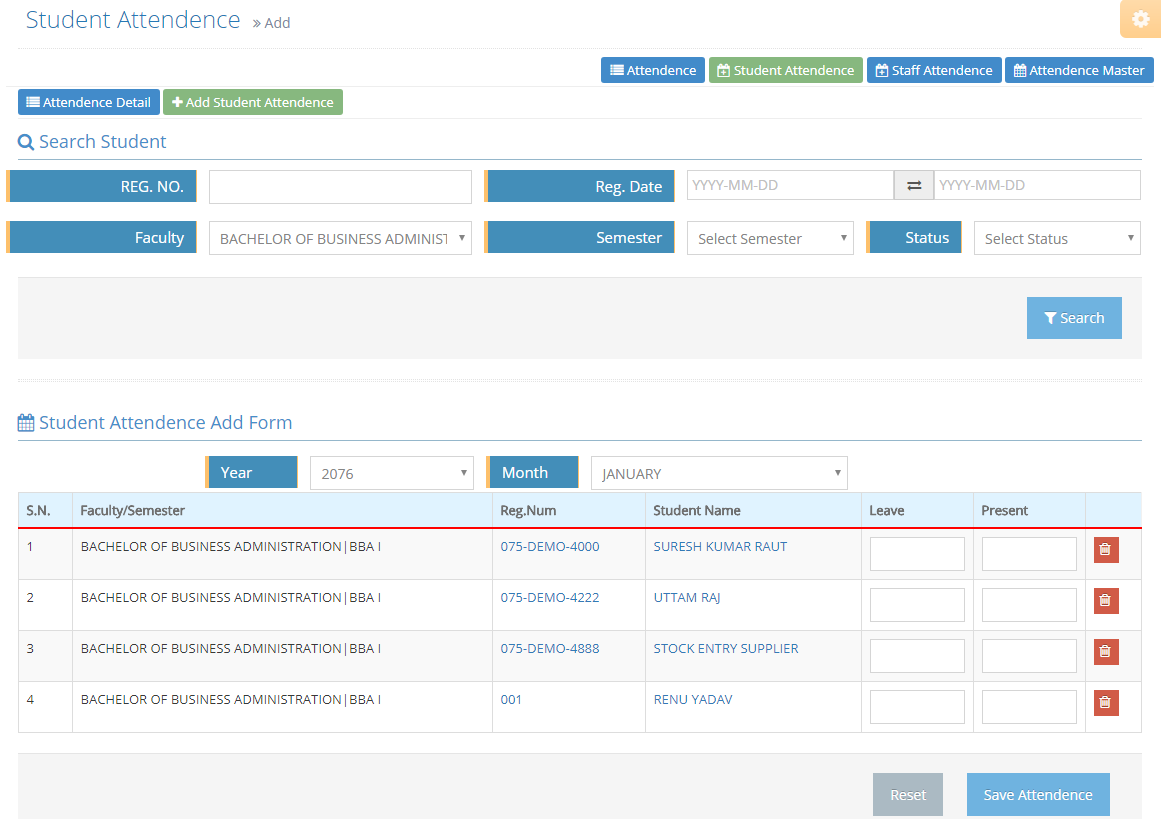 Student Attendence » Add
Attendence Student Attendence Staff Attendence Attendence Master
Attendence Detail Add Student Attendence
Search Student
REG. NO. Reg. Date YYYY-MM-DD YYYY-MM-DD
Faculty BACHELOR OF BUSINESS ADMINIST Semester Select Semester Status Select Status
Search
Student Attendence Add Form
Year 2076 Month JANUARY
S.N. Faculty/Semester Reg.Num Student Name Leave Present
1 BACHELOR OF BUSINESS ADMINISTRATION|BBA I 075-DEMO-4000 SURESH KUMAR RAUT
2 BACHELOR OF BUSINESS ADMINISTRATION|BBA I 075-DEMO-4222 UTTAM RAJ
3 BACHELOR OF BUSINESS ADMINISTRATION|BBA I 075-DEMO-4888 STOCK ENTRY SUPPLIER
4 BACHELOR OF BUSINESS ADMINISTRATION|BBA I 001 RENU YADAV
Reset Save Attendence